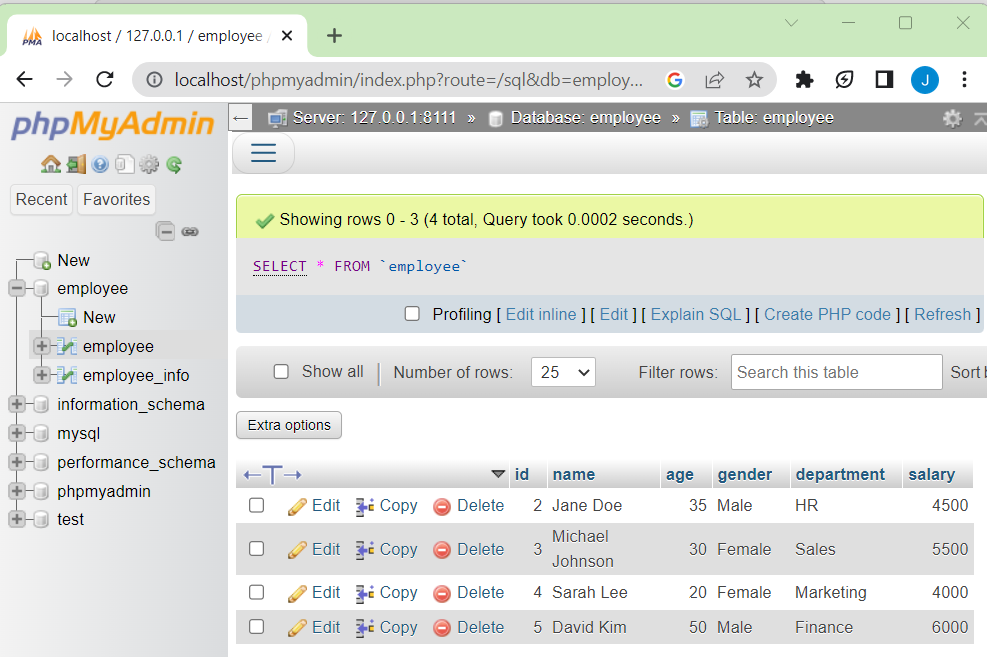 PMA localhost / 127.0.0.1 / employee /
localhost/phpmyadmin/index.php?route=/sql&db=employ... G J
phpMyAdmin
Server: 127.0.0.1:8111 » Database: employee » Table: employee
Recent Favorites
New
employee
New
employee
employee_info
information_schema
mysql
performance_schema
phpmyadmin
test
Showing rows 0 - 3 (4 total, Query took 0.0002 seconds.)
SELECT * FROM `employee`
Profiling [ Edit inline ] [ Edit ] [ Explain SQL ] [ Create PHP code ] [ Refresh ]
Show all | Number of rows: 25 Filter rows: Search this table Sort
Extra options
←T→ id name age gender department salary
Edit Copy Delete 2 Jane Doe 35 Male HR 4500
Edit Copy Delete 3 Michael Johnson 30 Female Sales 5500
Edit Copy Delete 4 Sarah Lee 20 Female Marketing 4000
Edit Copy Delete 5 David Kim 50 Male Finance 6000